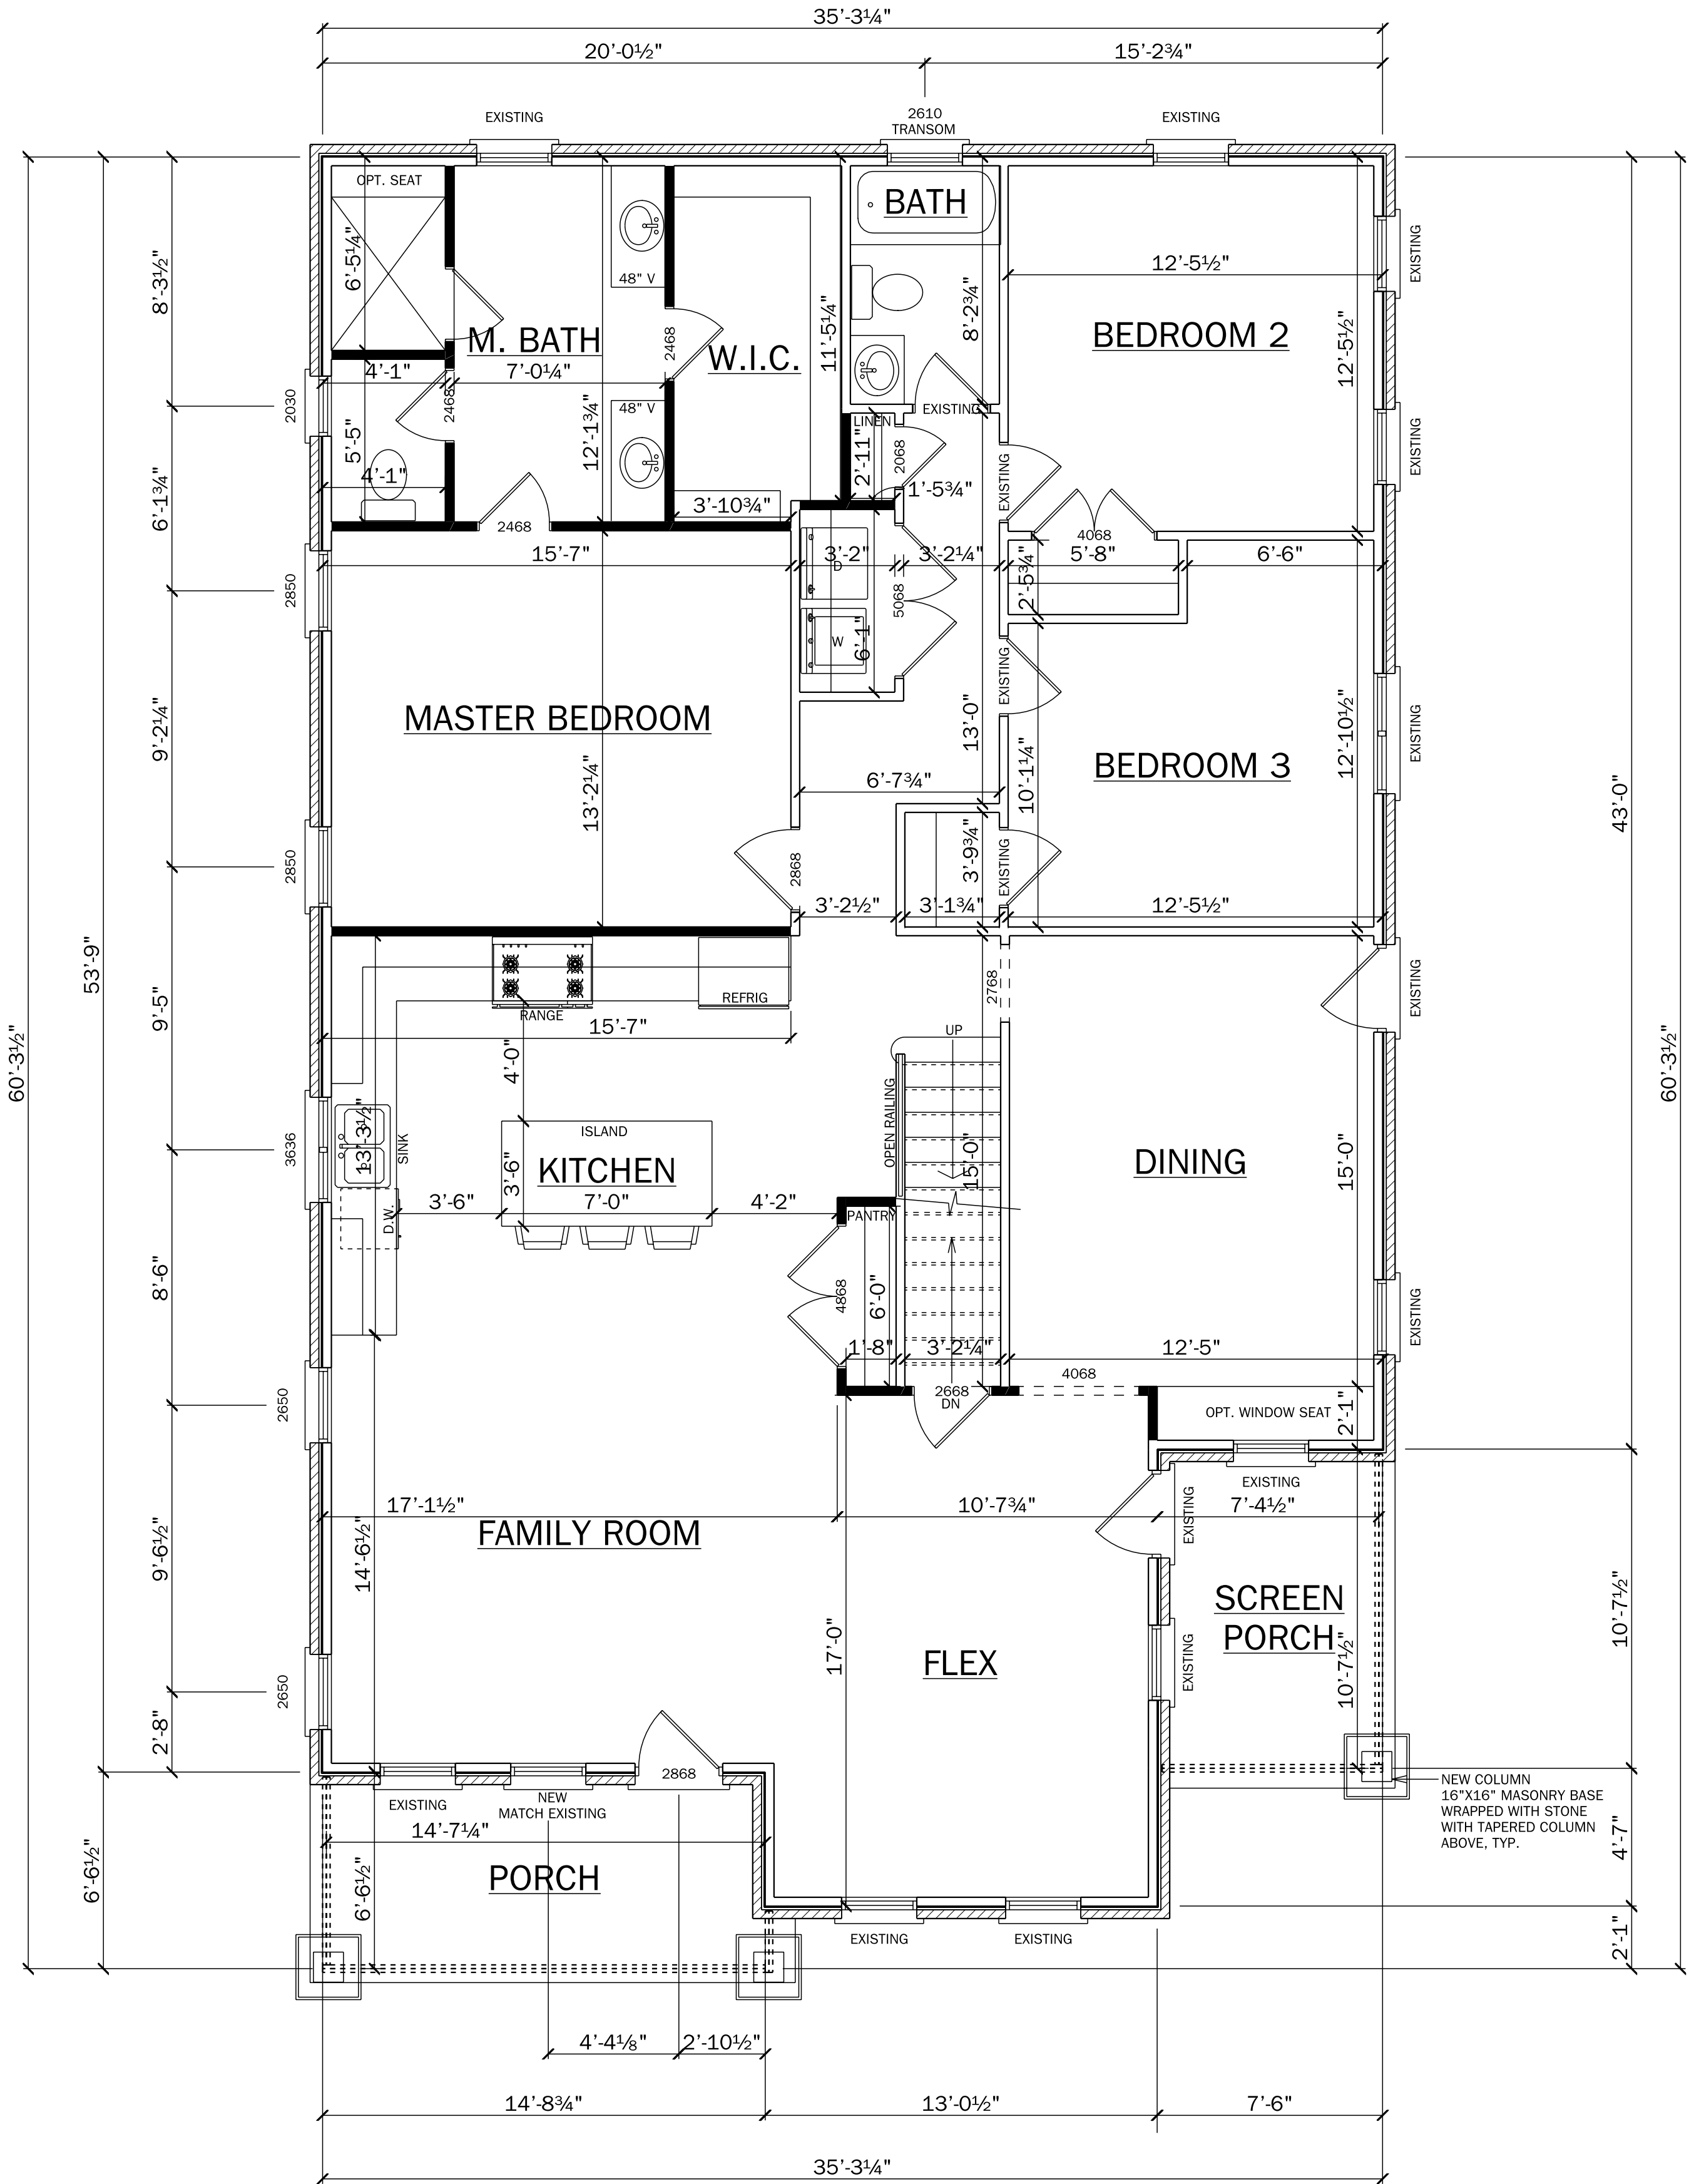 35'-3¼"
20'-0½"
15'-2¾"
EXISTING
2610
TRANSOM
EXISTING
OPT. SEAT
BATH
48" V
6'-5¼"
8'-3½"
EXISTING
12'-5½"
M. BATH
2468
W.I.C.
11'-5¼"
8'-2¾"
BEDROOM 2
12'-5½"
4'-1"
7'-0¼"
2030
2468
48" V
EXISTING
LINEN
5'-5"
12'-1¾"
2'-11"
2068
EXISTING
EXISTING
4'-1"
6'-1¾"
3'-10¾"
1'-5¾"
2468
4068
15'-7"
3'-2"
3'-2¼"
5'-8"
6'-6"
D
2850
5068
2'-5¾"
W
6'-1"
EXISTING
MASTER BEDROOM
9'-2¼"
13'-0"
12'-10½"
EXISTING
BEDROOM 3
6'-7¾"
10'-1¼"
13'-2¼"
43'-0"
2850
2868
3'-9¾"
EXISTING
3'-2½"
3'-1¾"
12'-5½"
53'-9"
9'-5"
REFRIG
RANGE
2768
EXISTING
15'-7"
UP
4'-0"
60'-3½"
60'-3½"
OPEN RAILING
3636
13'-3½"
SINK
ISLAND
KITCHEN
3'-6"
15'-0"
DINING
15'-0"
3'-6"
7'-0"
4'-2"
D.W.
PANTRY
8'-6"
4868
6'-0"
EXISTING
1'-8"
3'-2¼"
12'-5"
4068
2668
DN
2650
OPT. WINDOW SEAT
2'-1"
EXISTING
17'-1½"
10'-7¾"
7'-4½"
EXISTING
FAMILY ROOM
9'-6½"
14'-6½"
SCREEN
PORCH
10'-7½"
10'-7½"
17'-0"
FLEX
EXISTING
2650
2'-8"
2868
EXISTING
NEW
MATCH EXISTING
NEW COLUMN
16"X16" MASONRY BASE
WRAPPED WITH STONE
WITH TAPERED COLUMN
ABOVE, TYP.
14'-7¼"
4'-7"
6'-6½"
PORCH
6'-6½"
EXISTING
EXISTING
2'-1"
4'-4⅛"
2'-10½"
14'-8¾"
13'-0½"
7'-6"
35'-3¼"